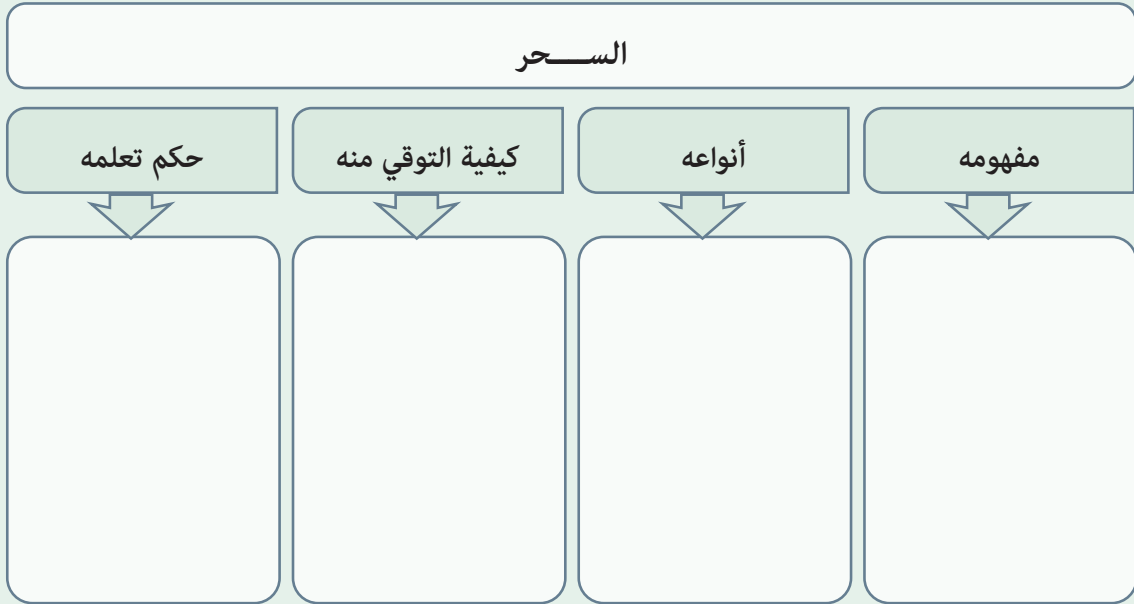 الســـحر
مفهومه
أنواعه
كيفية التوقي منه
حكم تعلمه